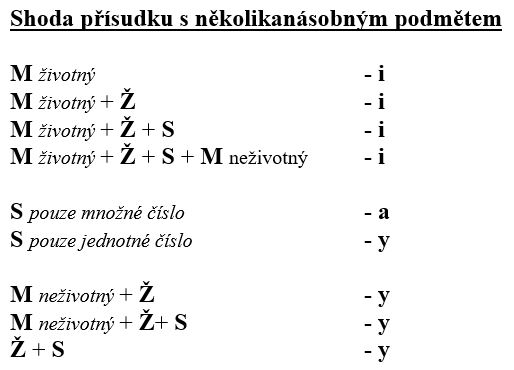 Shoda přísudku s několikanásobným podmětem
M životný - i
M životný + Ž - i
M životný + Ž + S - i
M životný + Ž + S + M neživotný - i
S pouze množné číslo - a
S pouze jednotné číslo - y
M neživotný + Ž - y
M neživotný + Ž+ S - y
Ž + S - y